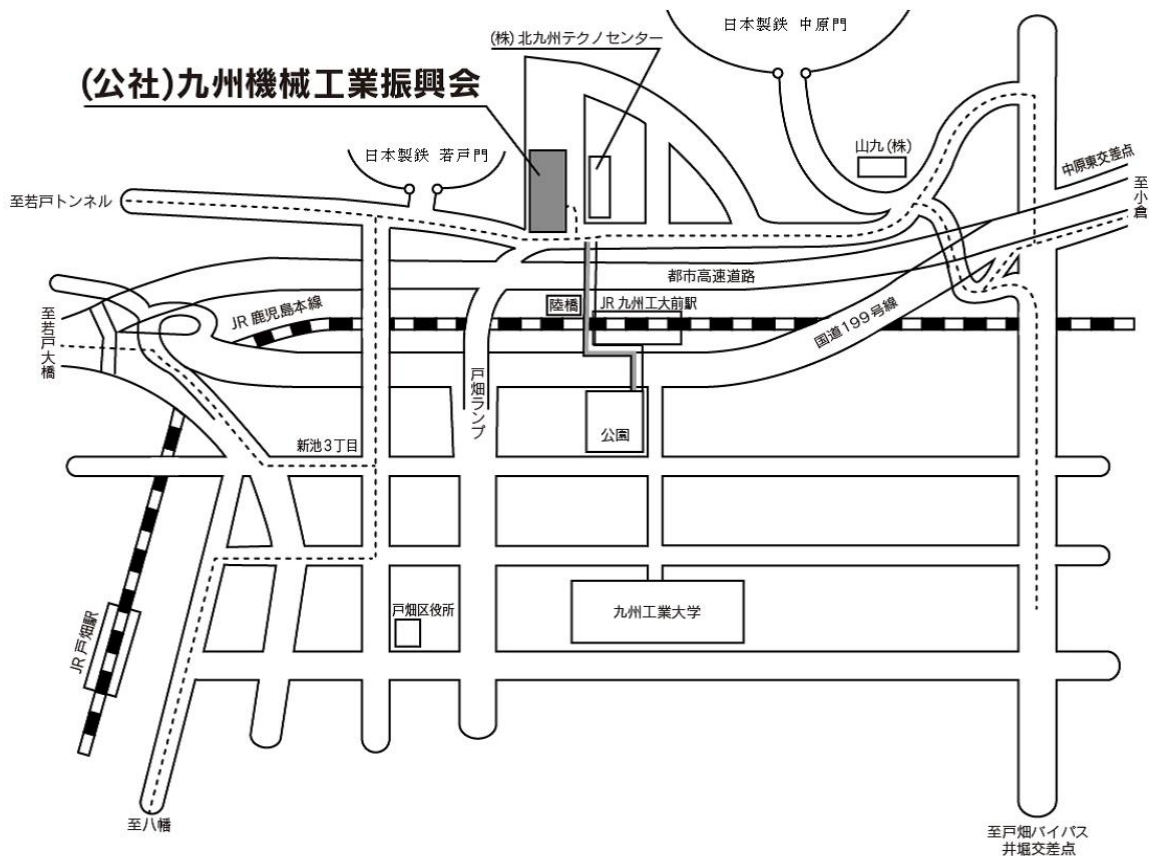 日本製鉄 中原門
(株)北九州テクノセンター
(公社)九州機械工業振興会
日本製鉄 若戸門
山九(株)
中原東交差点
至小倉
至若戸トンネル
都市高速道路
陸橋
JR 九州工大前駅
JR 鹿児島本線
国道199号線
至若戸大橋
戸畑ランプ
公園
新池3丁目
戸畑区役所
九州工業大学
JR 戸畑駅
至八幡
至戸畑バイパス
井堀交差点